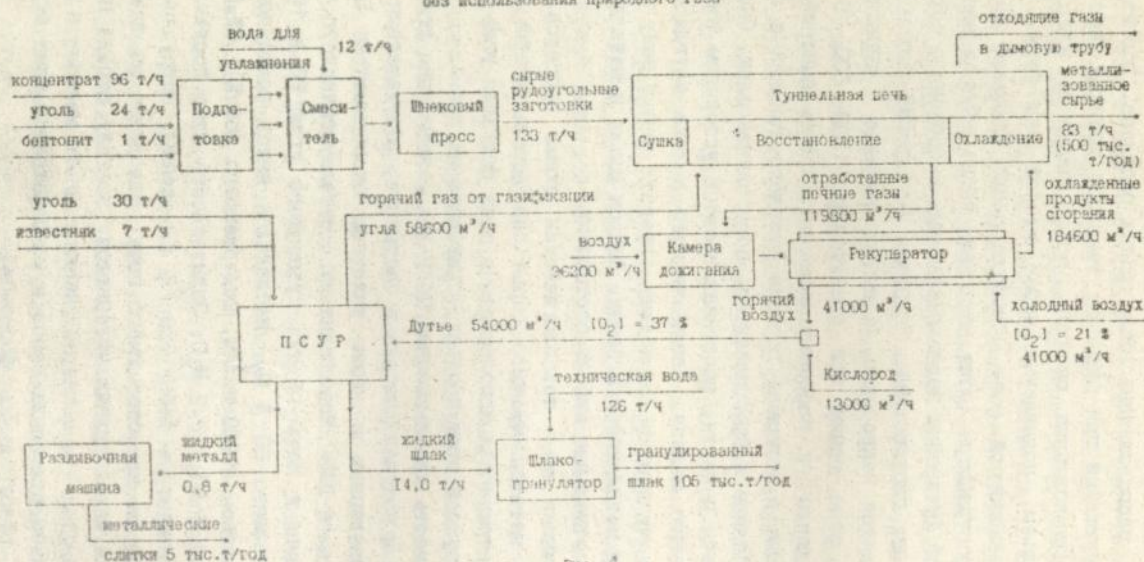 без использования природного газа
отходящие газы
в дымовую трубу
вода для
увлажнения
12 т/ч
концентрат 96 т/ч
уголь 24 т/ч
бентонит 1 т/ч
Подго-
товка
Смеси
тель
Шнековый
пресс
сырые
рудоугольные
заготовки
133 т/ч
Туннельная печь
Сушка
Восстановление
Охлаждение
металли-
зованное
сырье
83 т/ч
(500 тыс.
т/год)
уголь 30 т/ч
известняк 7 т/ч
горячий газ от газификации
угля 58600 м³/ч
отработанные
печные газы
119800 м³/ч
охлажденные
продукты
сгорания
184600 м³/ч
воздух
96200 м³/ч
Камера
дожигания
Рекуператор
горячий
воздух
41000 м³/ч
холодный воздух
[O₂] = 21 %
41000 м³/ч
ПСУР
Дутье 54000 м³/ч [O₂] = 37 %
Кислород
13000 м³/ч
техническая вода
126 т/ч
Разливочная
машина
жидкий
металл
0,8 т/ч
жидкий
шлак
14,0 т/ч
Шлако-
гранулятор
гранулированный
шлак 105 тыс.т/год
металлические
слитки 5 тыс.т/год